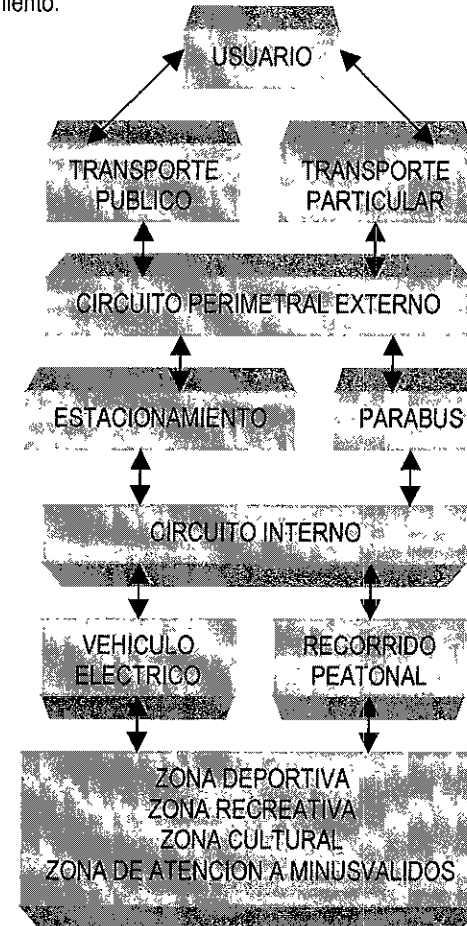 USUARIO
TRANSPORTE PUBLICO
TRANSPORTE PARTICULAR
CIRCUITO PERIMETRAL EXTERNO
ESTACIONAMIENTO
PARABUS
CIRCUITO INTERNO
VEHICULO ELECTRICO
RECORRIDO PEATONAL
ZONA DEPORTIVA
ZONA RECREATIVA
ZONA CULTURAL
ZONA DE ATENCION A MINUSVALIDOS